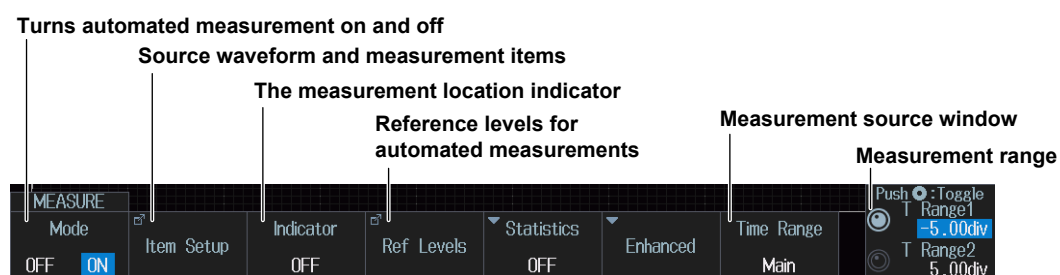 Turns automated measurement on and off
Source waveform and measurement items
The measurement location indicator
Reference levels for
automated measurements
Measurement source window
Measurement range
MEASURE
Mode
OFF ON
Item Setup
Indicator
OFF
Ref Levels
Statistics
OFF
Enhanced
Time Range
Main
Push :Toggle
T Range1
-5.00div
T Range2
5.00div